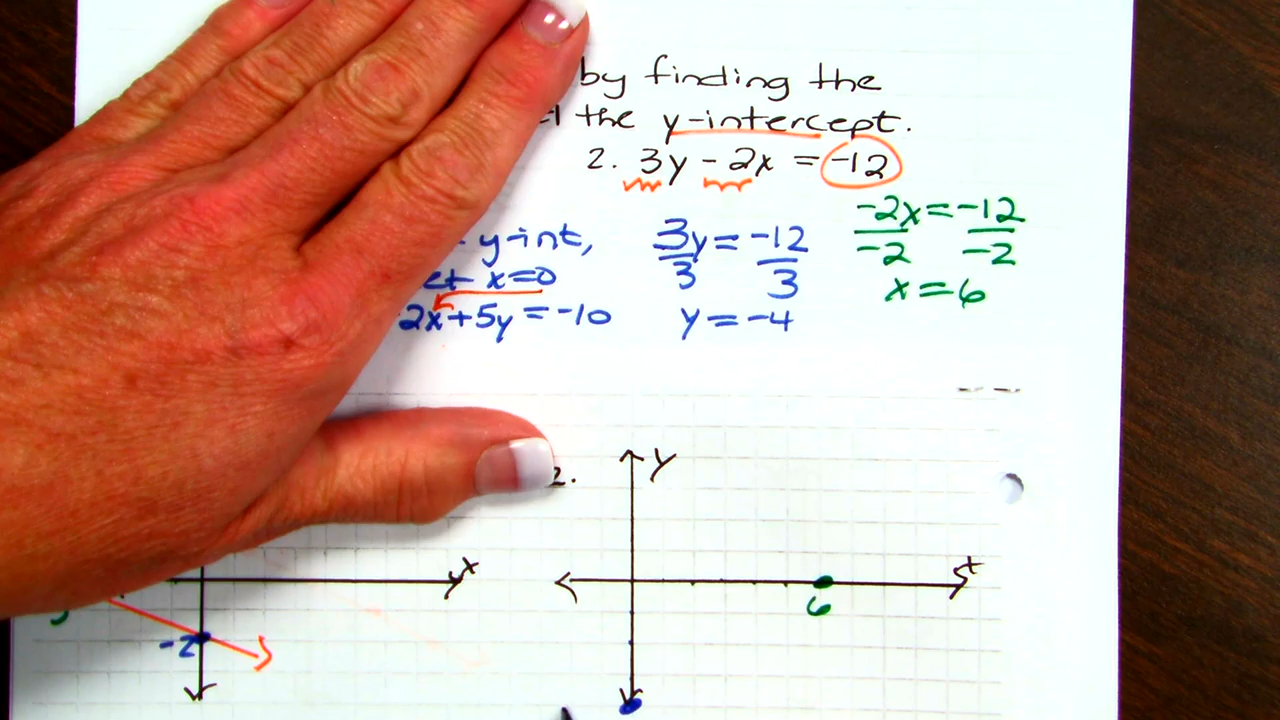 by finding the
the y-intercept.
2. 3y - 2x = -12
y-int,
x=0
2x+5y = -10
3y = -12
3 3
y = -4
-2x = -12
-2 -2
x = 6
2.
y
x
-2
x
6